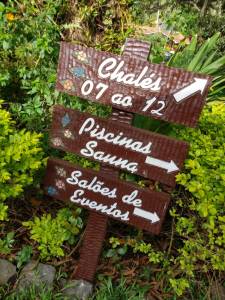 Chalés
07 ao 12
Piscinas
Sauna
Salões de
Eventos